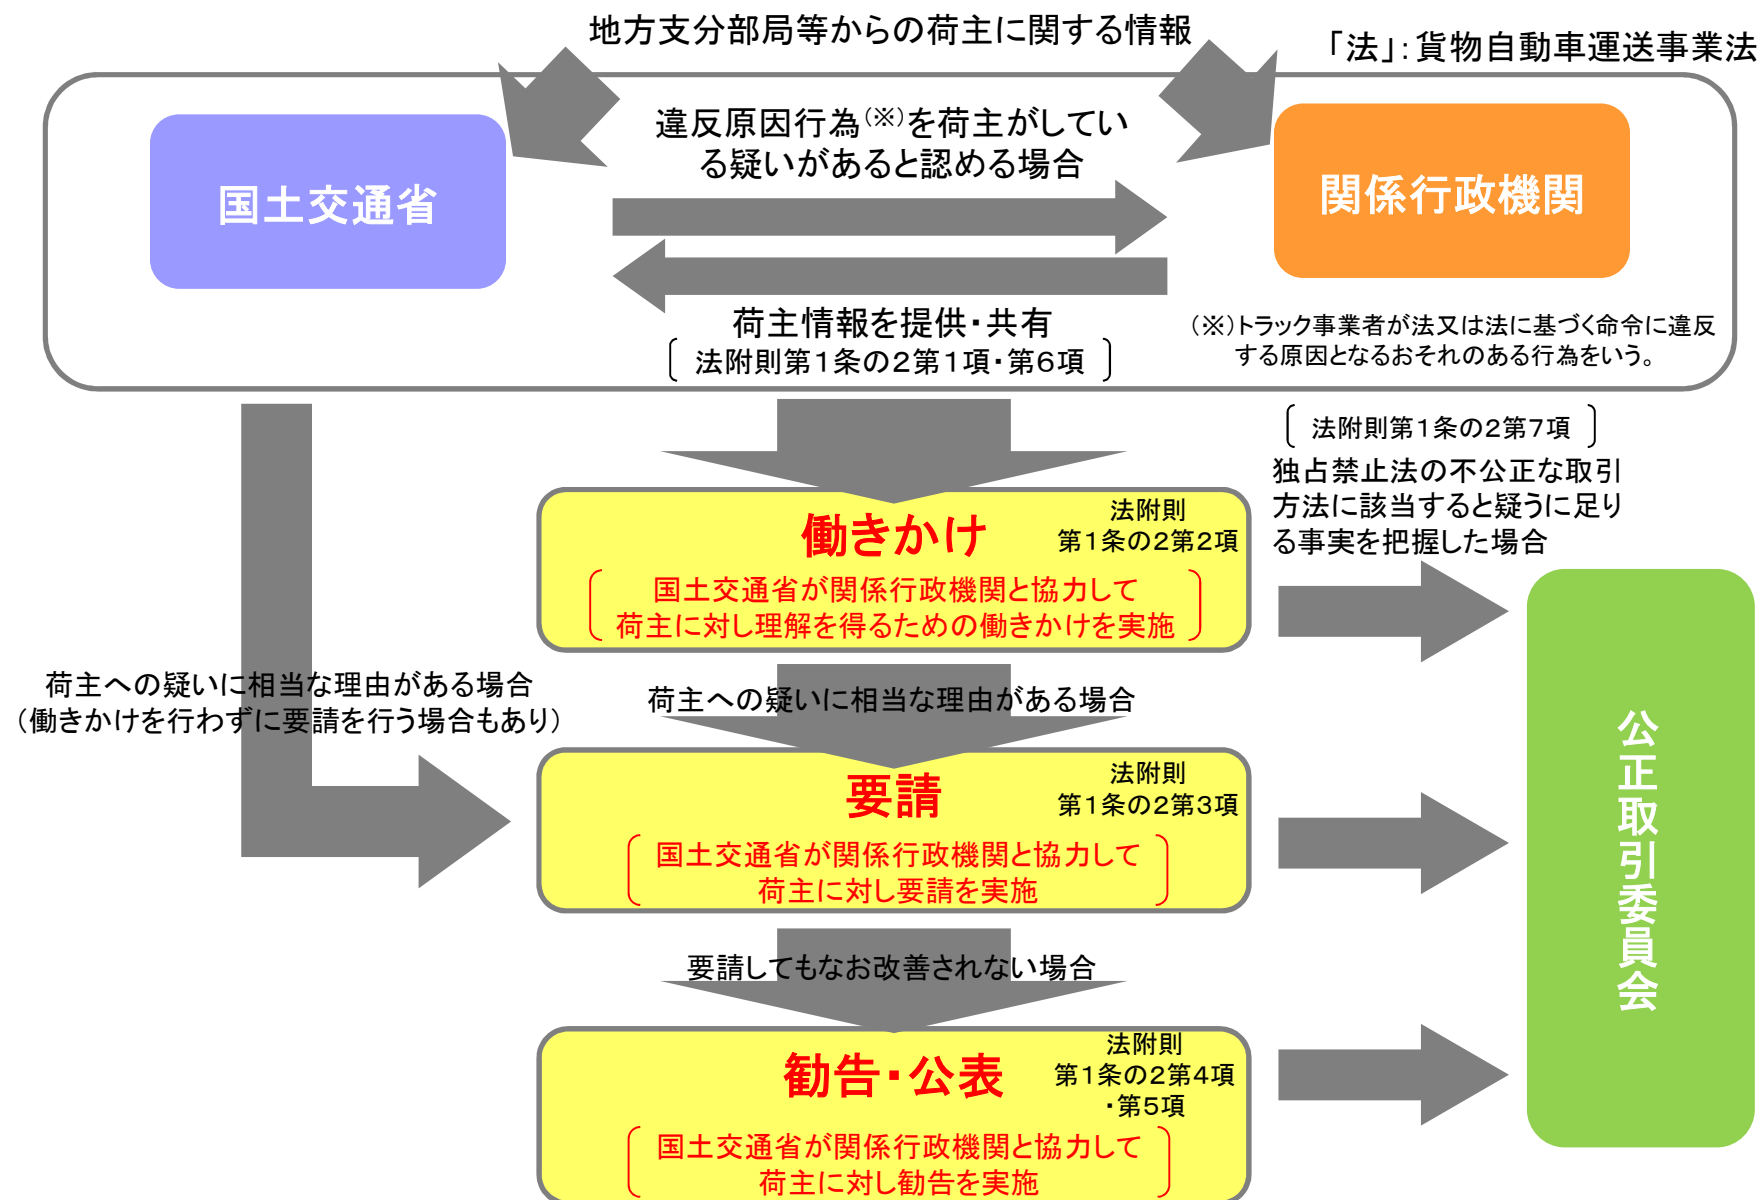 地方支分部局等からの荷主に関する情報
「法」：貨物自動車運送事業法
違反原因行為(※)を荷主がしてい
る疑いがあると認める場合
国土交通省
関係行政機関
荷主情報を提供・共有
法附則第1条の2第1項・第6項
(※)トラック事業者が法又は法に基づく命令に違反
する原因となるおそれのある行為をいう。
法附則第1条の2第7項
独占禁止法の不公正な取引
方法に該当すると疑うに足り
る事実を把握した場合
働きかけ
法附則
第1条の2第2項
国土交通省が関係行政機関と協力して
荷主に対し理解を得るための働きかけを実施
荷主への疑いに相当な理由がある場合
(働きかけを行わずに要請を行う場合もあり)
荷主への疑いに相当な理由がある場合
要請
法附則
第1条の2第3項
国土交通省が関係行政機関と協力して
荷主に対し要請を実施
要請してもなお改善されない場合
勧告・公表
法附則
第1条の2第4項
・第5項
国土交通省が関係行政機関と協力して
荷主に対し勧告を実施
公正取引委員会